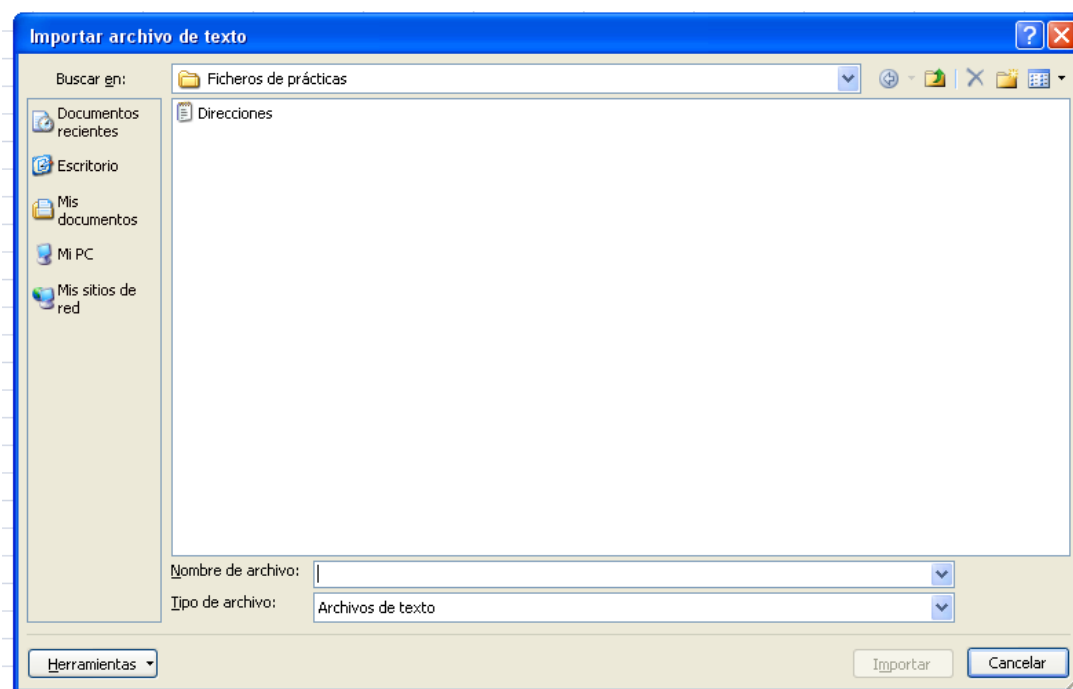 Importar archivo de texto
Buscar en:
Ficheros de prácticas
Documentos
recientes
Escritorio
Mis
documentos
Mi PC
Mis sitios de
red
Direcciones
Nombre de archivo:
Tipo de archivo:
Archivos de texto
Herramientas
Importar
Cancelar